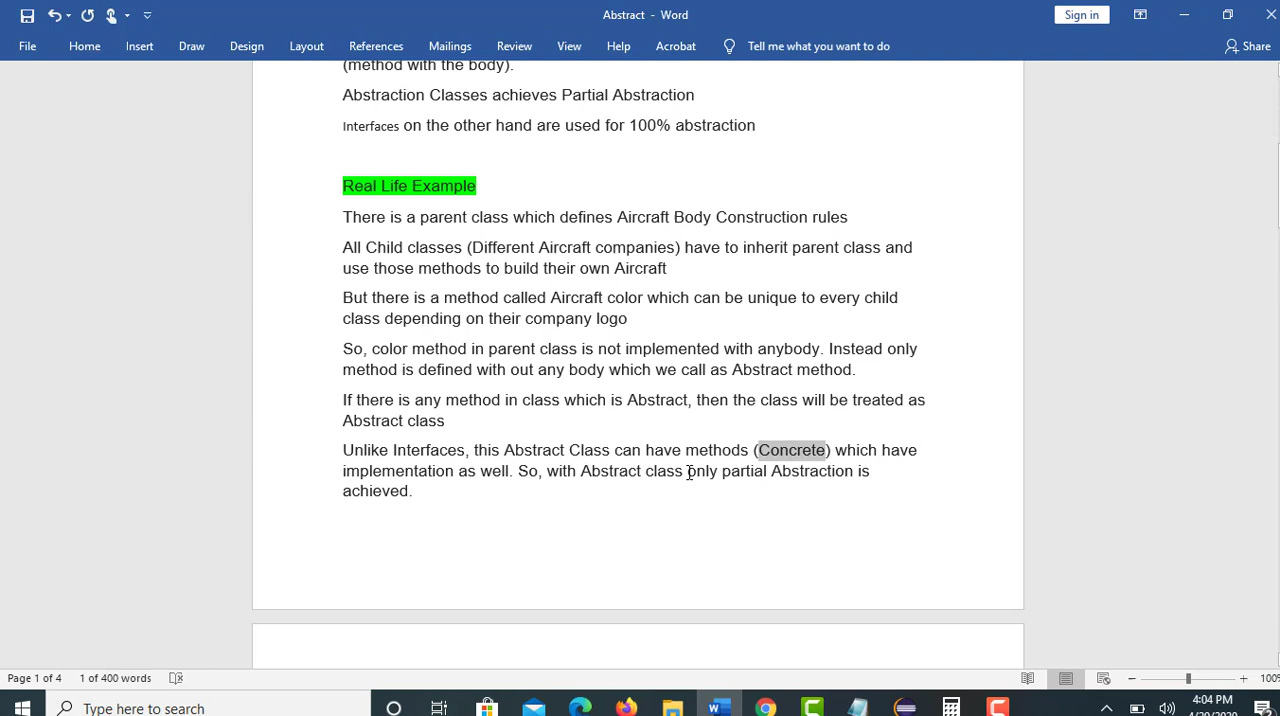 Abstract - Word
Sign in
File Home Insert Draw Design Layout References Mailings Review View Help Acrobat Tell me what you want to do Share
(method with the body).
Abstraction Classes achieves Partial Abstraction
Interfaces on the other hand are used for 100% abstraction
Real Life Example
There is a parent class which defines Aircraft Body Construction rules
All Child classes (Different Aircraft companies) have to inherit parent class and
use those methods to build their own Aircraft
But there is a method called Aircraft color which can be unique to every child
class depending on their company logo
So, color method in parent class is not implemented with anybody. Instead only
method is defined with out any body which we call as Abstract method.
If there is any method in class which is Abstract, then the class will be treated as
Abstract class
Unlike Interfaces, this Abstract Class can have methods (Concrete) which have
implementation as well. So, with Abstract class only partial Abstraction is
achieved.
Page 1 of 4 1 of 400 words 100%
Type here to search
4:04 PM
4/20/2020